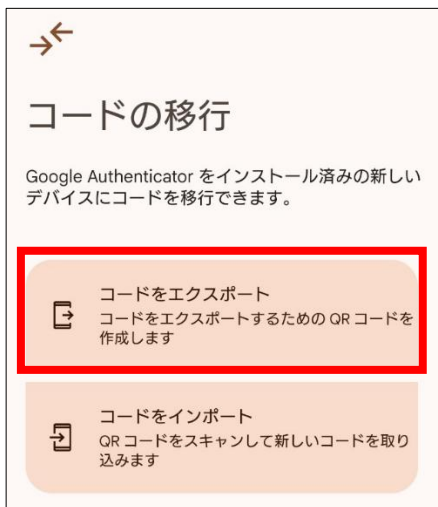 コードの移行
Google Authenticator をインストール済みの新しい
デバイスにコードを移行できます。
コードをエクスポート
コードをエクスポートするための QR コードを
作成します
コードをインポート
QR コードをスキャンして新しいコードを取り
込みます